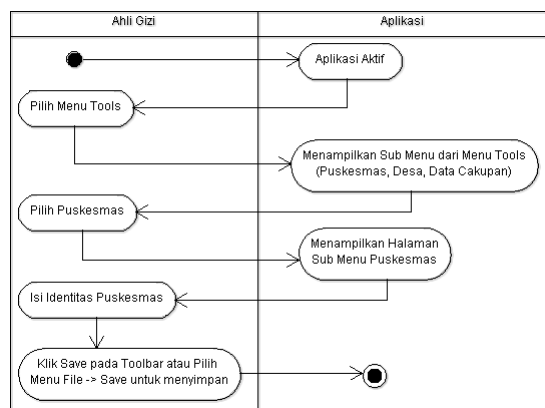 Ahli Gizi
Aplikasi
Aplikasi Aktif
Pilih Menu Tools
Menampilkan Sub Menu dari Menu Tools
(Puskesmas, Desa, Data Cakupan)
Pilih Puskesmas
Menampilkan Halaman
Sub Menu Puskesmas
Isi Identitas Puskesmas
Klik Save pada Toolbar atau Pilih
Menu File -> Save untuk menyimpan